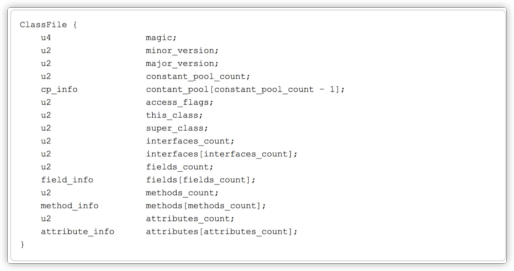 ClassFile {
u4 magic;
u2 minor_version;
u2 major_version;
u2 constant_pool_count;
cp_info contant_pool[constant_pool_count - 1];
u2 access_flags;
u2 this_class;
u2 super_class;
u2 interfaces_count;
u2 interfaces[interfaces_count];
u2 fields_count;
field_info fields[fields_count];
u2 methods_count;
method_info methods[methods_count];
u2 attributes_count;
attribute_info attributes[attributes_count];
}